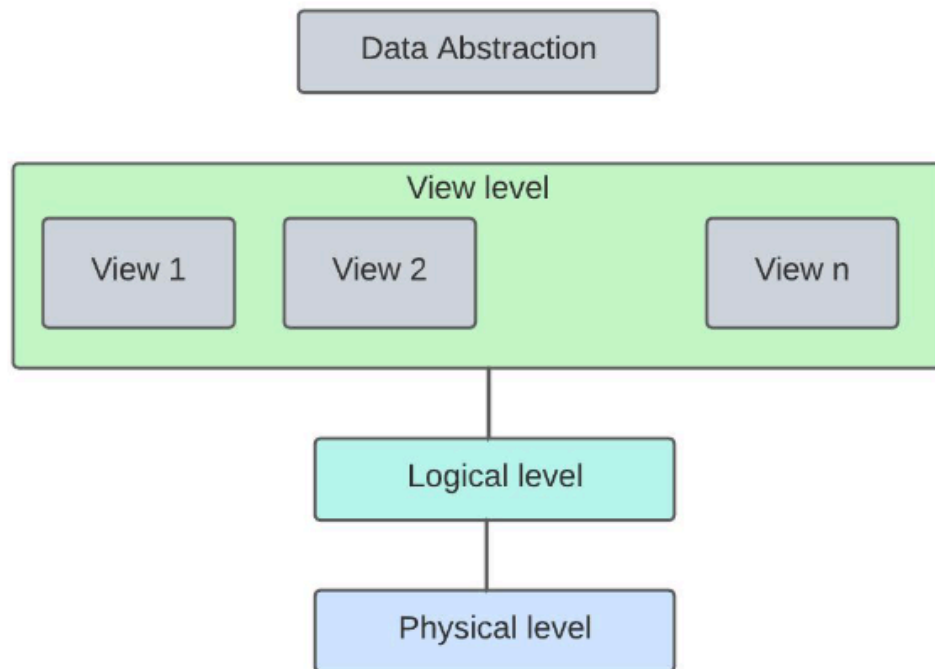 Data Abstraction
View level
View 1
View 2
View n
Logical level
Physical level